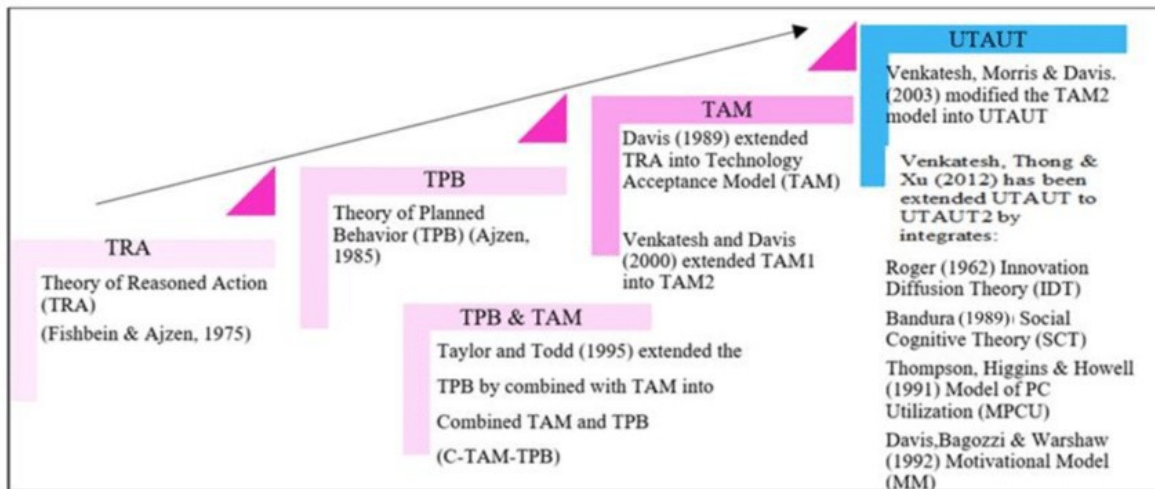 TRA
Theory of Reasoned Action
(TRA)
(Fishbein & Ajzen, 1975)
TPB
Theory of Planned
Behavior (TPB) (Ajzen,
1985)
TPB & TAM
Taylor and Todd (1995) extended the
TPB by combined with TAM into
Combined TAM and TPB
(C-TAM-TPB)
TAM
Davis (1989) extended
TRA into Technology
Acceptance Model (TAM)
Venkatesh and Davis
(2000) extended TAM1
into TAM2
UTAUT
Venkatesh, Morris & Davis.
(2003) modified the TAM2
model into UTAUT
Venkatesh, Thong &
Xu (2012) has been
extended UTAUT to
UTAUT2 by
integrates:
Roger (1962) Innovation
Diffusion Theory (IDT)
Bandura (1989) Social
Cognitive Theory (SCT)
Thompson, Higgins & Howell
(1991) Model of PC
Utilization (MPCU)
Davis,Bagozzi & Warshaw
(1992) Motivational Model
(MM)